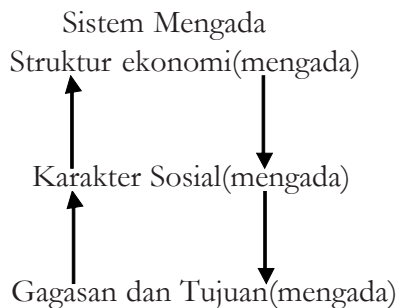 Sistem Mengada
Struktur ekonomi(mengada)
Karakter Sosial(mengada)
Gagasan dan Tujuan(mengada)